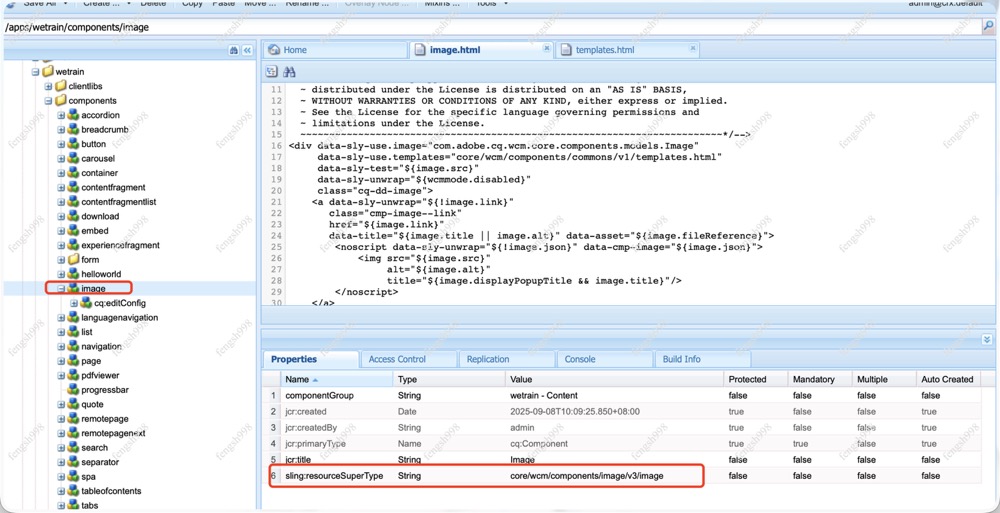 Save All Create ... Delete Copy Paste Move ... Rename ... Overlay Node ... Mixins ... Tools admin@crx.default
/apps/wetrain/components/image
wetrain
clientlibs
components
accordion
breadcrumb
button
carousel
container
contentfragment
contentfragmentlist
download
embed
experiencefragment
form
helloworld
image
cq:editConfig
languagenavigation
list
navigation
page
pdfviewer
progressbar
quote
remotepage
remotepagenext
search
separator
spa
tableofcontents
tabs
Home image.html templates.html
11 ~ distributed under the License is distributed on an "AS IS" BASIS,
12 ~ WITHOUT WARRANTIES OR CONDITIONS OF ANY KIND, either express or implied.
13 ~ See the License for the specific language governing permissions and
14 ~ limitations under the License.
15 ~~~~~~~~~~~~~~~~~~~~~~~~~~~~~~~~~~~~~~~~~~~~~~~~~~~~~~~~~~~~~~~~~~~~~~~~*/-->
16 <div data-sly-use.image="com.adobe.cq.wcm.core.components.models.Image"
17 data-sly-use.templates="core/wcm/components/commons/v1/templates.html"
18 data-sly-test="${image.src}"
19 data-sly-unwrap="${wcmmode.disabled}"
20 class="cq-dd-image">
21 <a data-sly-unwrap="${!image.link}"
22 class="cmp-image--link"
23 href="${image.link}"
24 data-title="${image.title || image.alt}" data-asset="${image.fileReference}">
25 <noscript data-sly-unwrap="${!image.json}" data-cmp-image="${image.json}">
26 <img src="${image.src}"
27 alt="${image.alt}"
28 title="${image.displayPopupTitle && image.title}"/>
29 </noscript>
30 </a>
Properties Access Control Replication Console Build Info
Name Type Value Protected Mandatory Multiple Auto Created
1 componentGroup String wetrain - Content false false false false
2 jcr:created Date 2025-09-08T10:09:25.850+08:00 true false false true
3 jcr:createdBy String admin true false false true
4 jcr:primaryType Name cq:Component true true false true
5 jcr:title String Image false false false false
6 sling:resourceSuperType String core/wcm/components/image/v3/image false false false false
fengsh998